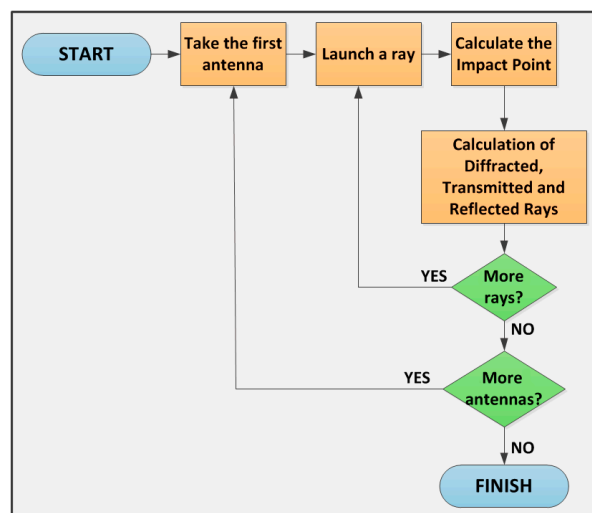 START
Take the first
antenna
Launch a ray
Calculate the
Impact Point
Calculation of
Diffracted,
Transmitted and
Reflected Rays
More
rays?
YES
NO
More
antennas?
YES
NO
FINISH